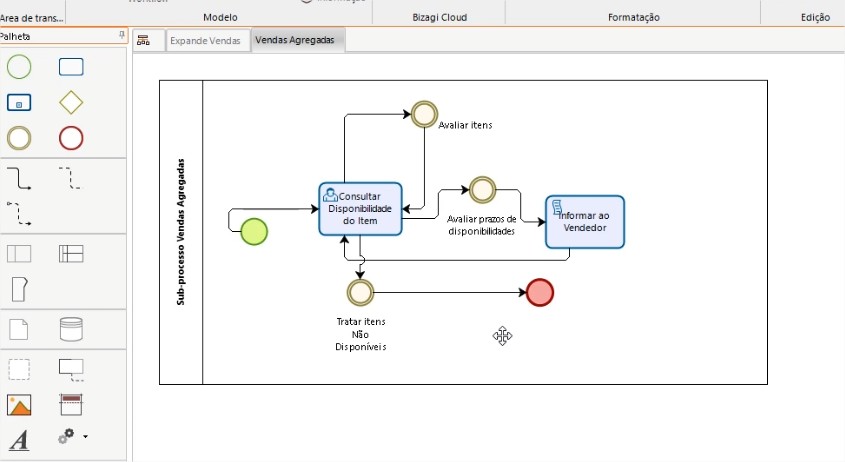 Area de trans...
Modelo
Bizagi Cloud
Formatação
Edição
Palheta
Expande Vendas
Vendas Agregadas
Sub-processo Vendas Agregadas
Avaliar itens
Consultar
Disponibilidade
do Item
Avaliar prazos de
disponibilidades
Informar ao
Vendedor
Tratar itens
Não
Disponíveis
A